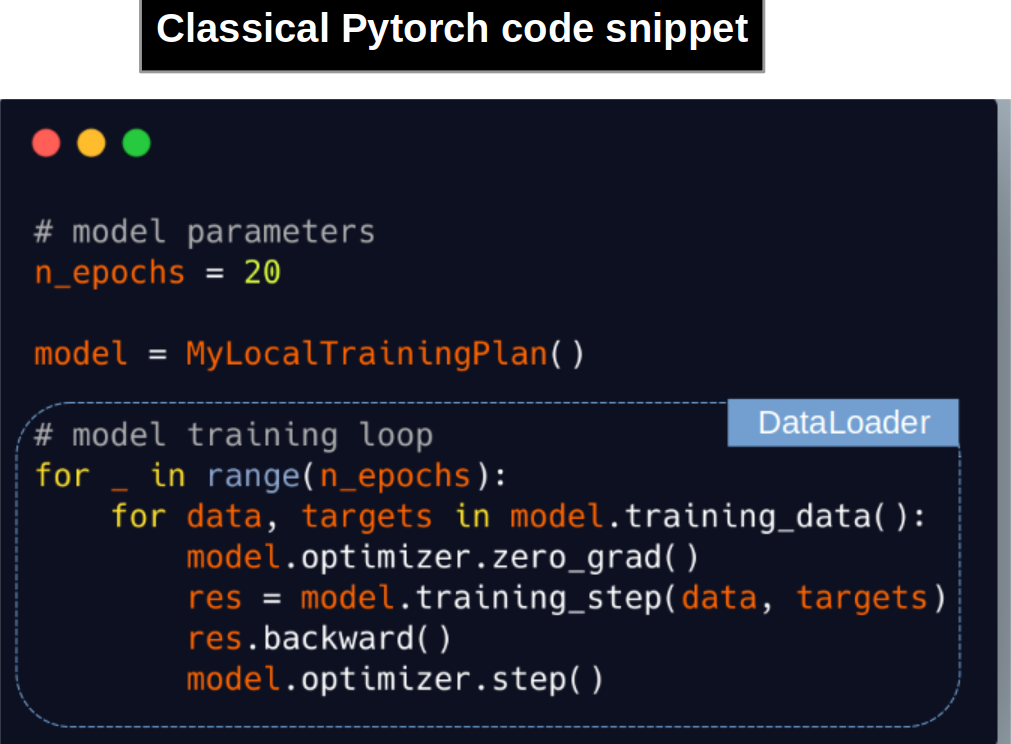 Classical Pytorch code snippet
# model parameters
n_epochs = 20
model = MyLocalTrainingPlan()
DataLoader
# model training loop
for _ in range(n_epochs):
    for data, targets in model.training_data():
        model.optimizer.zero_grad()
        res = model.training_step(data, targets)
        res.backward()
        model.optimizer.step()